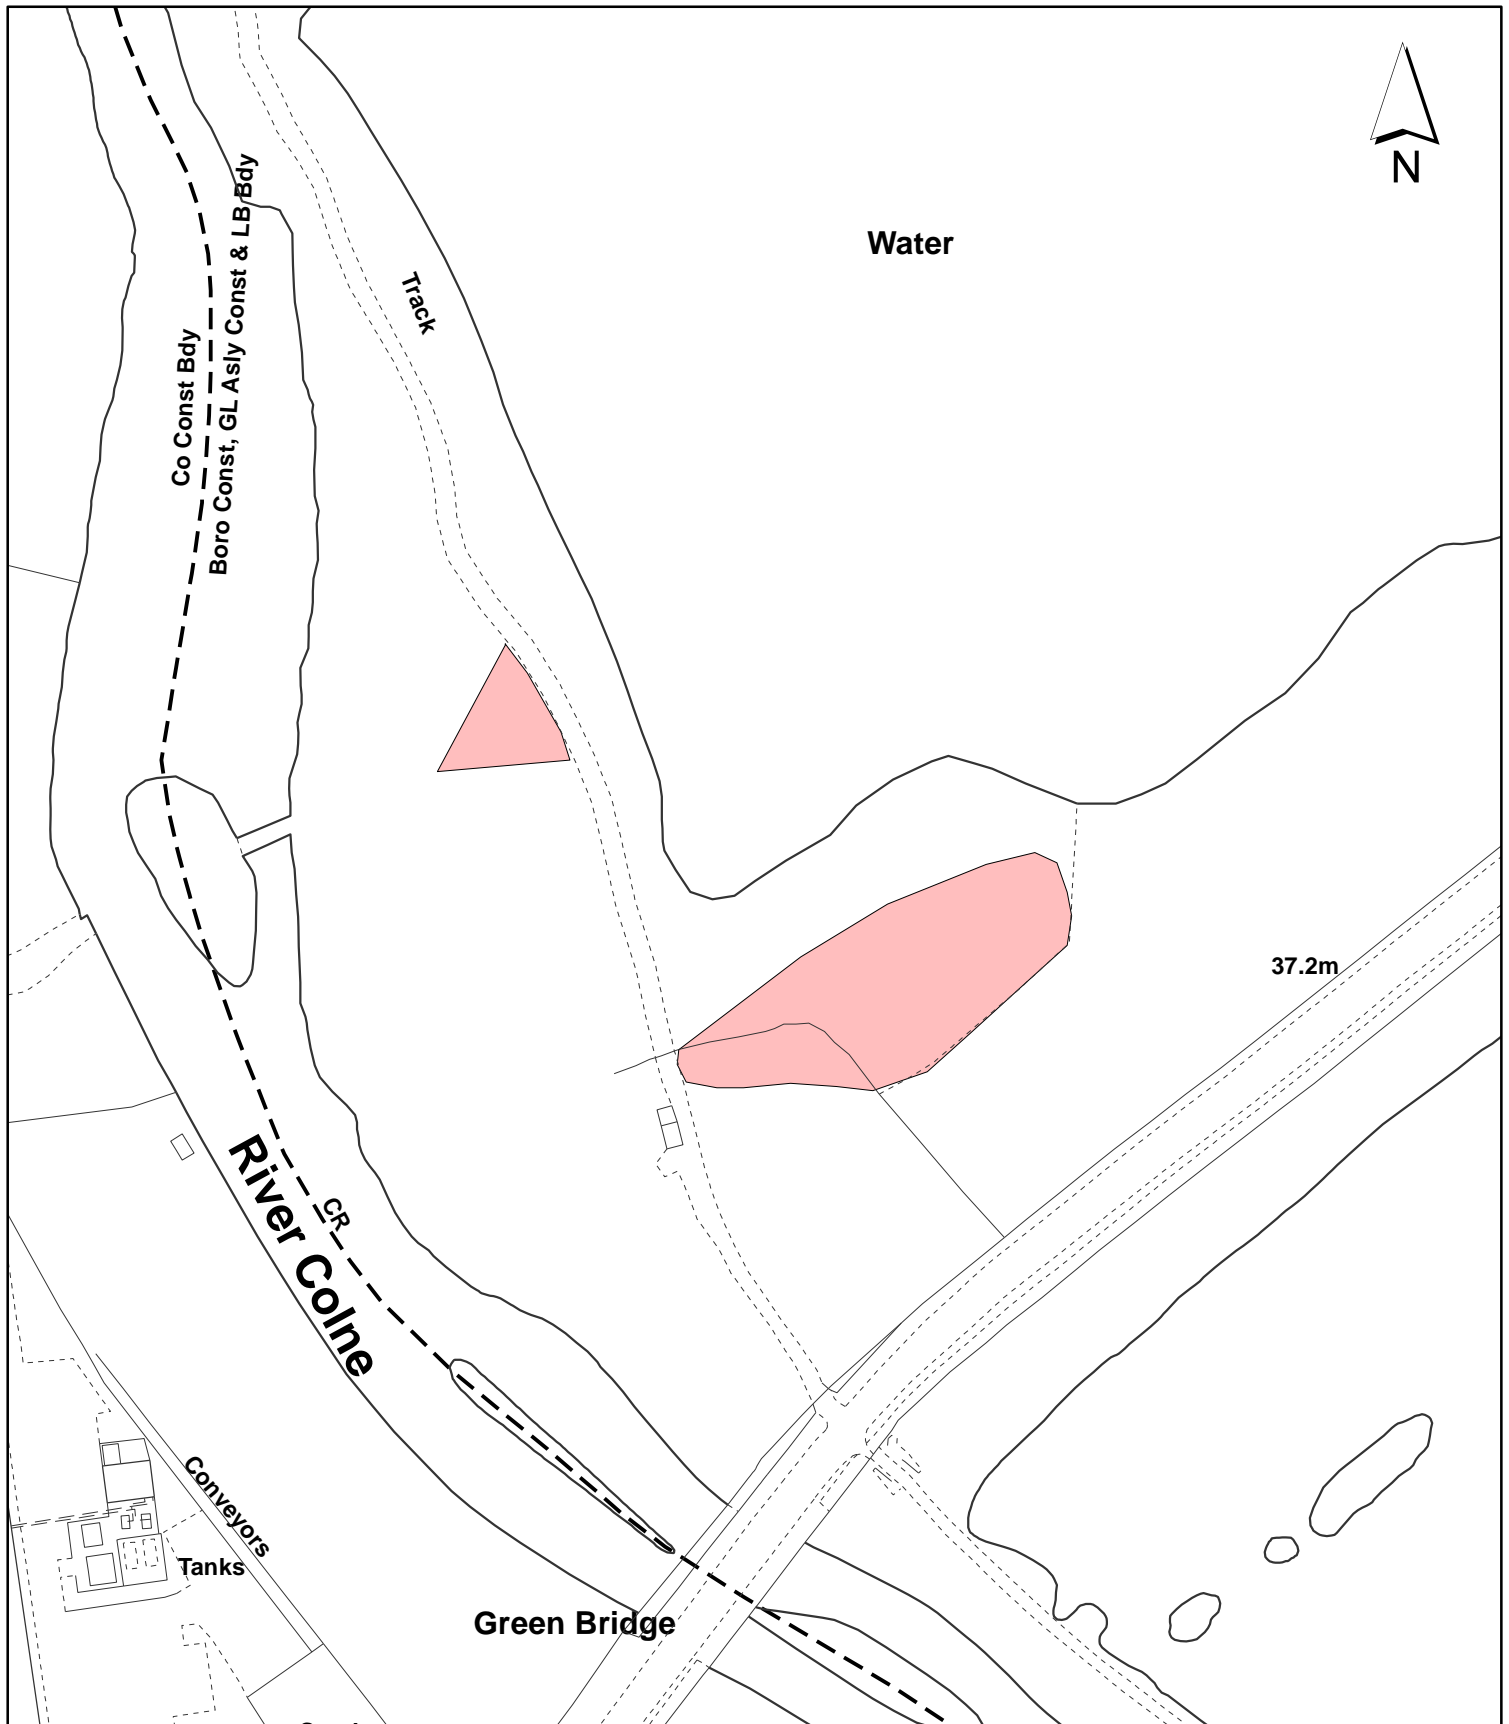 N
Water
Track
Co Const Bdy
Boro Const, GL Asly Const & LB Bdy
37.2m
CR
River Colne
Conveyors
Tanks
Green Bridge